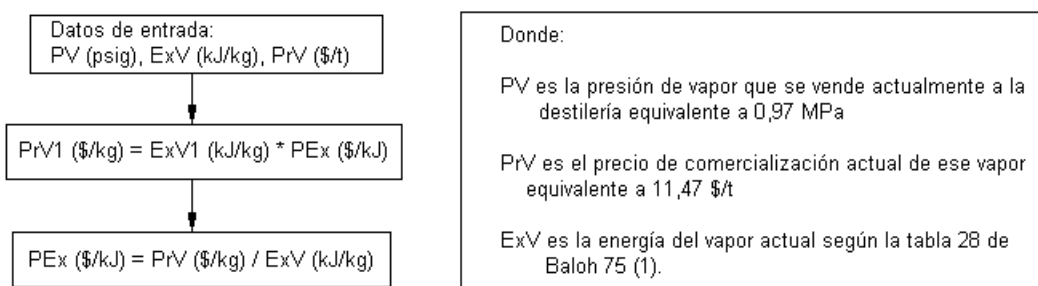 Datos de entrada:
PV (psig), ExV (kJ/kg), PrV ($/t)
PrV1 ($/kg) = ExV1 (kJ/kg) * PEx ($/kJ)
PEx ($/kJ) = PrV ($/kg) / ExV (kJ/kg)
Donde:
PV es la presión de vapor que se vende actualmente a la
destilería equivalente a 0,97 MPa
PrV es el precio de comercialización actual de ese vapor
equivalente a 11,47 $/t
ExV es la energía del vapor actual según la tabla 28 de
Baloh 75 (1).